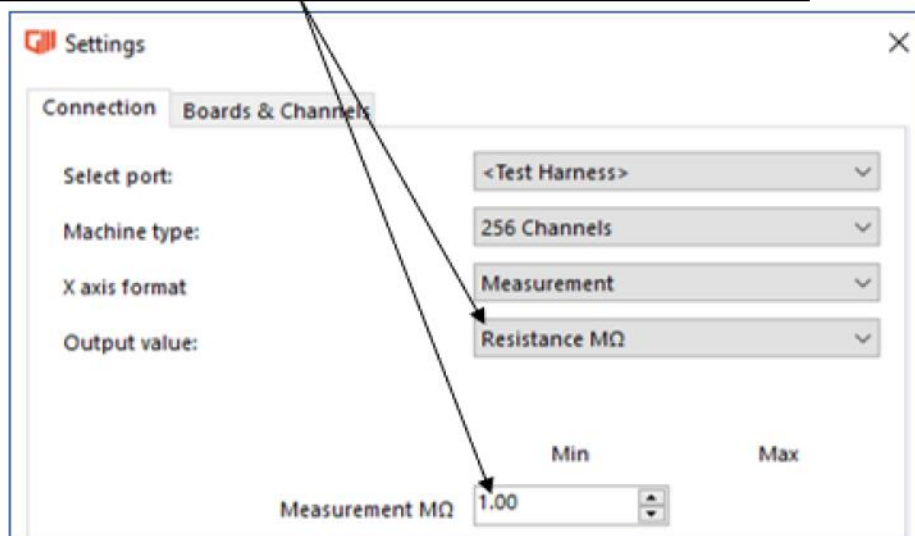 Gill Settings
Connection Boards & Channels
Select port: <Test Harness>
Machine type: 256 Channels
X axis format Measurement
Output value: Resistance MΩ
Min Max
Measurement MΩ 1.00